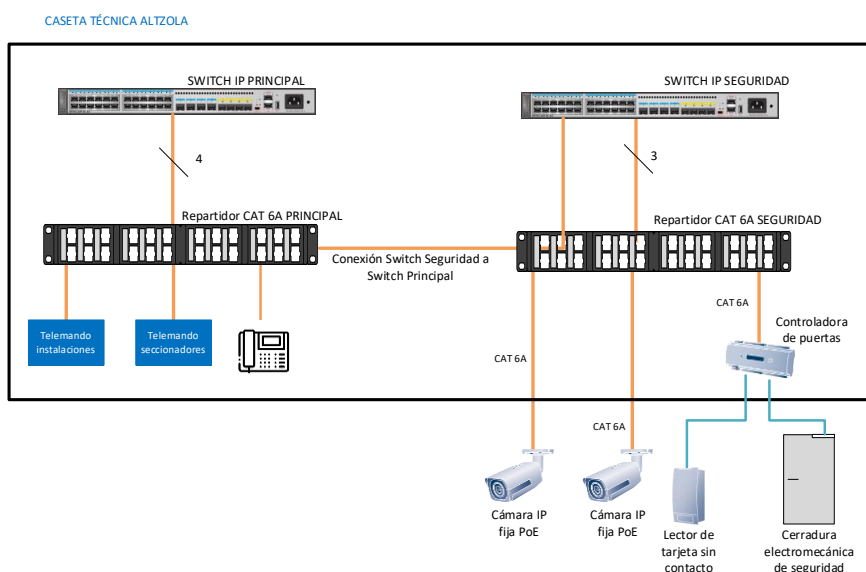 CASETA TÉCNICA ALTZOLA
SWITCH IP PRINCIPAL
SWITCH IP SEGURIDAD
4
3
Repartidor CAT 6A PRINCIPAL
Repartidor CAT 6A SEGURIDAD
Conexión Switch Seguridad a
Switch Principal
CAT 6A
Controladora
de puertas
Telemando
instalaciones
Telemando
seccionadores
CAT 6A
CAT 6A
Cámara IP
fija PoE
Cámara IP
fija PoE
Lector de
tarjeta sin
contacto
Cerradura
electromecánica
de seguridad